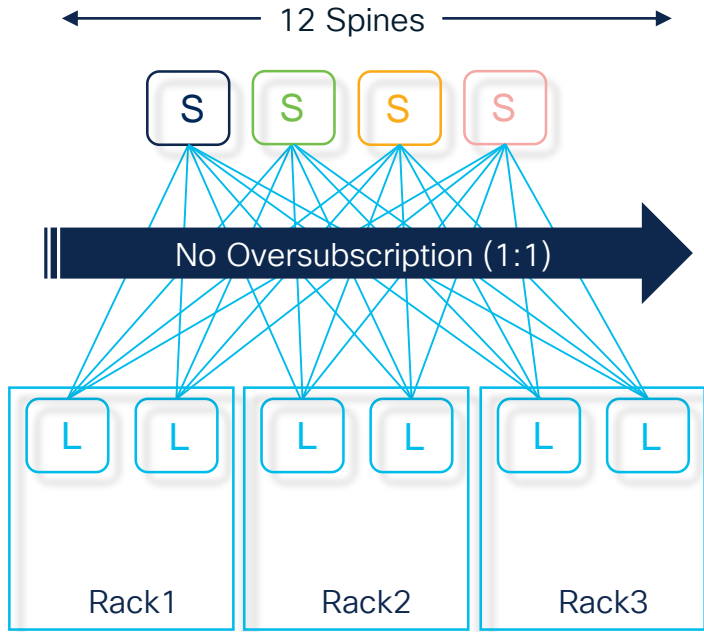 12 Spines
S S S S
No Oversubscription (1:1)
L L L L L L
Rack1 Rack2 Rack3